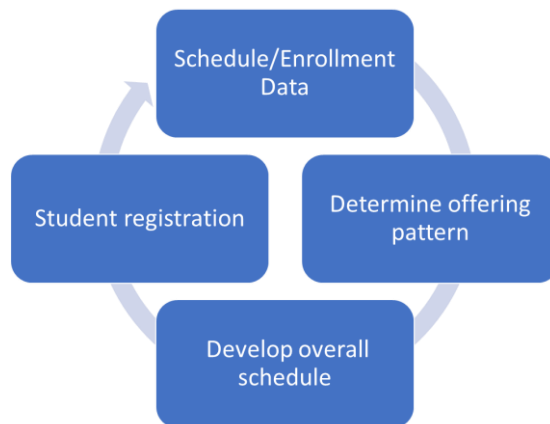 Schedule/Enrollment
Data
Determine offering
pattern
Develop overall
schedule
Student registration